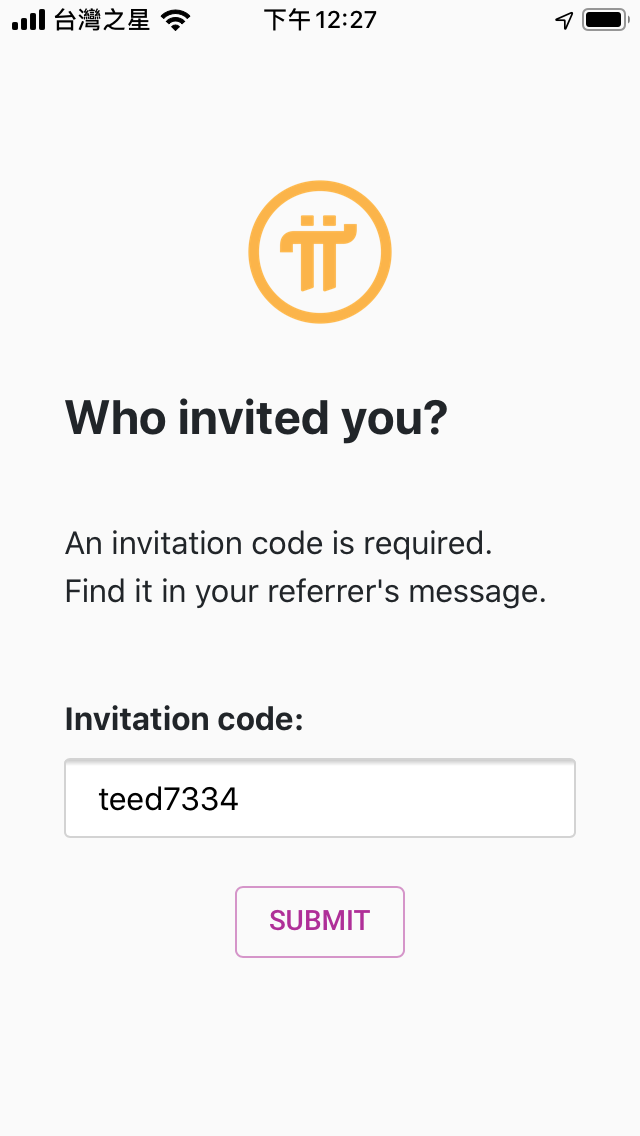 台灣之星 下午12:27
Who invited you?
An invitation code is required.
Find it in your referrer's message.
Invitation code:
teed7334
SUBMIT